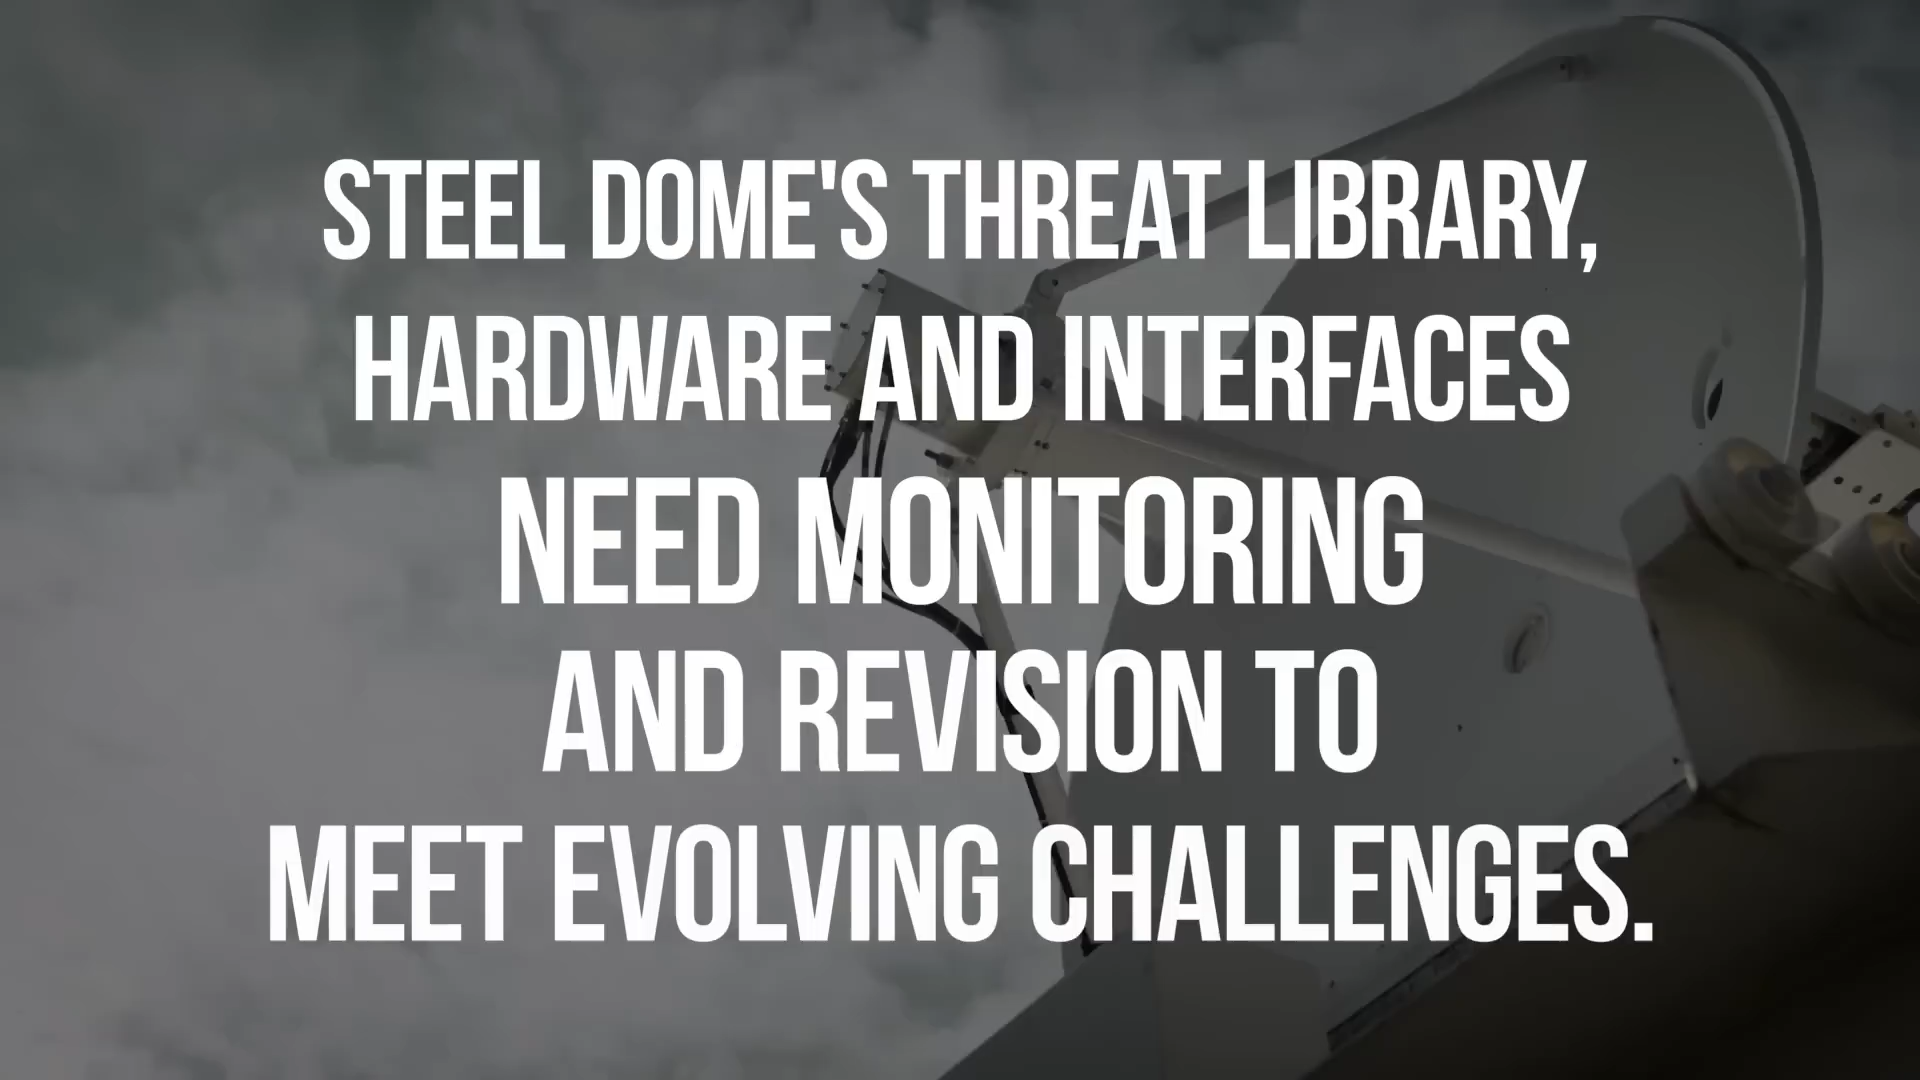 STEEL DOME'S THREAT LIBRARY,
HARDWARE AND INTERFACES
NEED MONITORING
AND REVISION TO
MEET EVOLVING CHALLENGES.